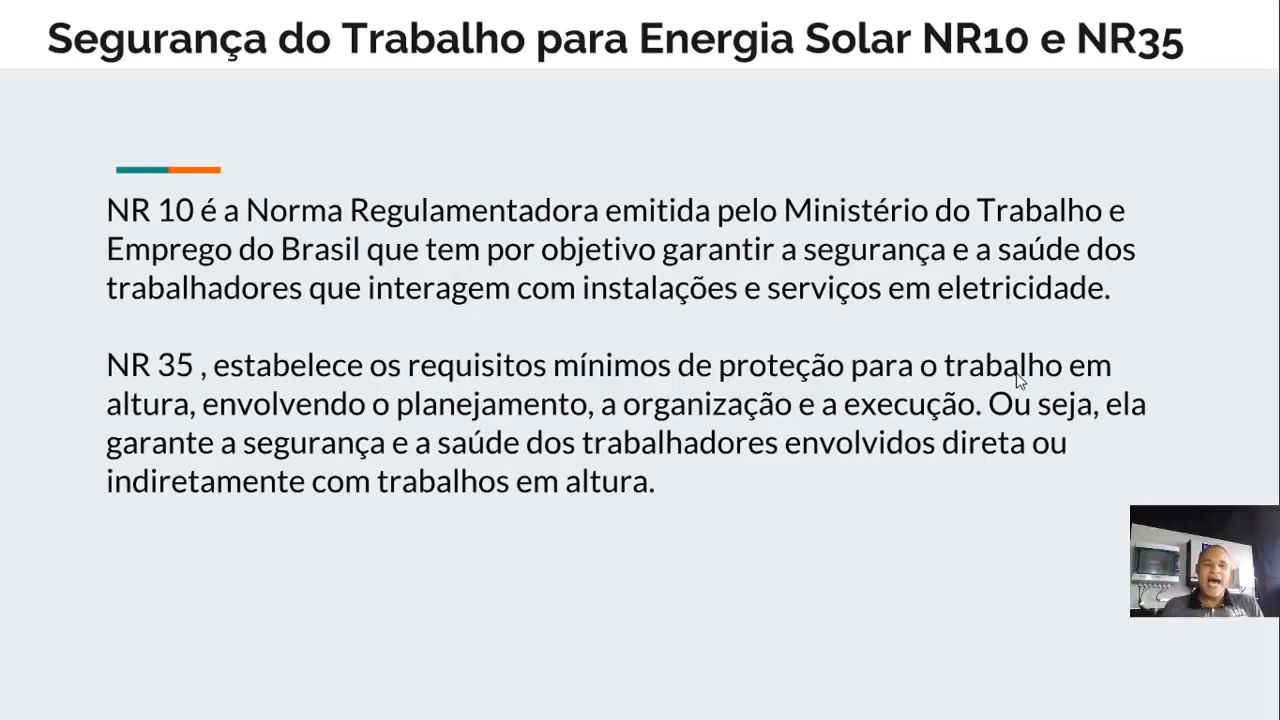 Segurança do Trabalho para Energia Solar NR10 e NR35
NR 10 é a Norma Regulamentadora emitida pelo Ministério do Trabalho e
Emprego do Brasil que tem por objetivo garantir a segurança e a saúde dos
trabalhadores que interagem com instalações e serviços em eletricidade.
NR 35 , estabelece os requisitos mínimos de proteção para o trabalho em
altura, envolvendo o planejamento, a organização e a execução. Ou seja, ela
garante a segurança e a saúde dos trabalhadores envolvidos direta ou
indiretamente com trabalhos em altura.